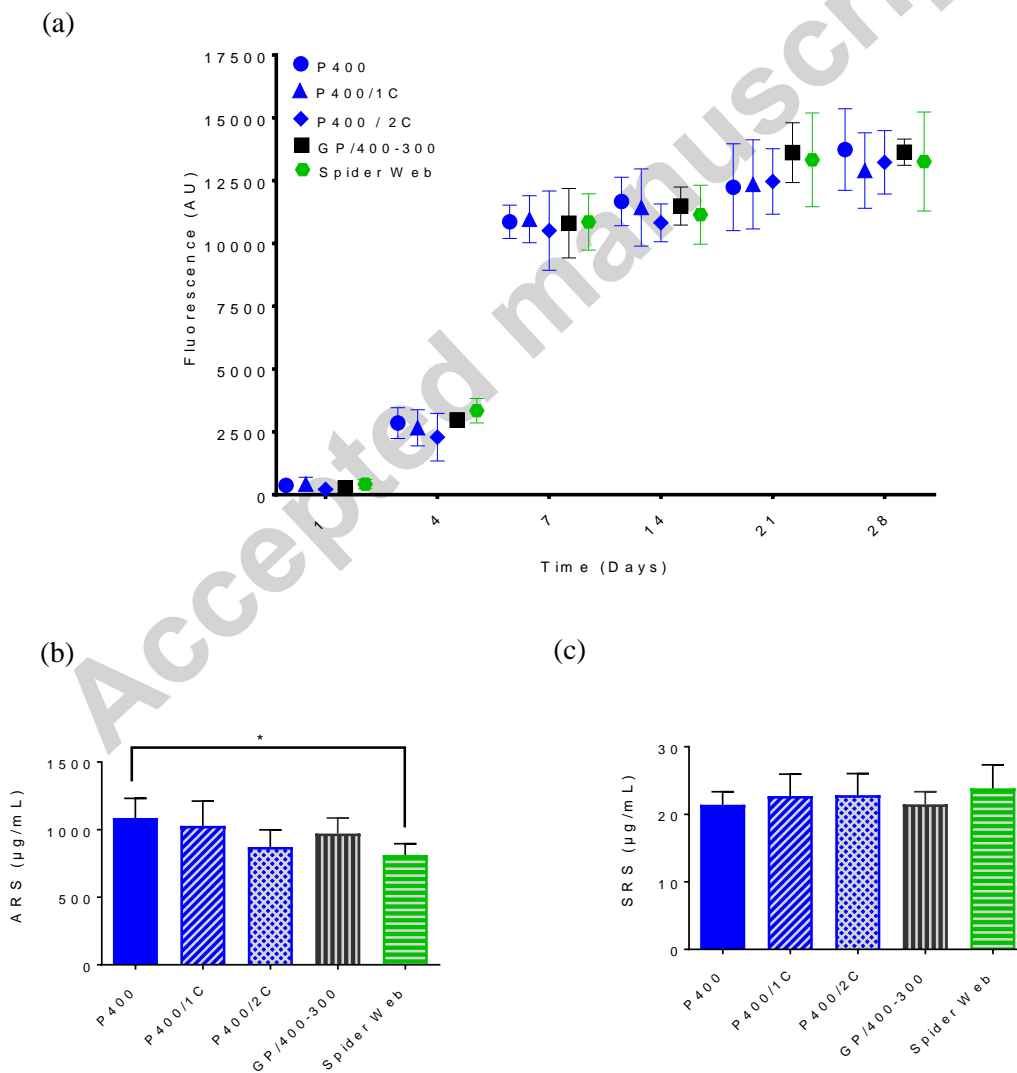 (a)
17500
15000
12500
10000
7500
5000
2500
0
Fluorescence (AU)
P400
P400/1C
P400 / 2C
GP/400-300
Spider Web
1
4
7
14
21
28
Time (Days)
Accepted manuscrip
(b)
*
1500
1000
500
0
ARS (µg/mL)
P400
P400/1C
P400/2C
GP/400-300
Spider Web
(c)
30
20
10
0
SRS (µg/mL)
P400
P400/1C
P400/2C
GP/400-300
Spider Web